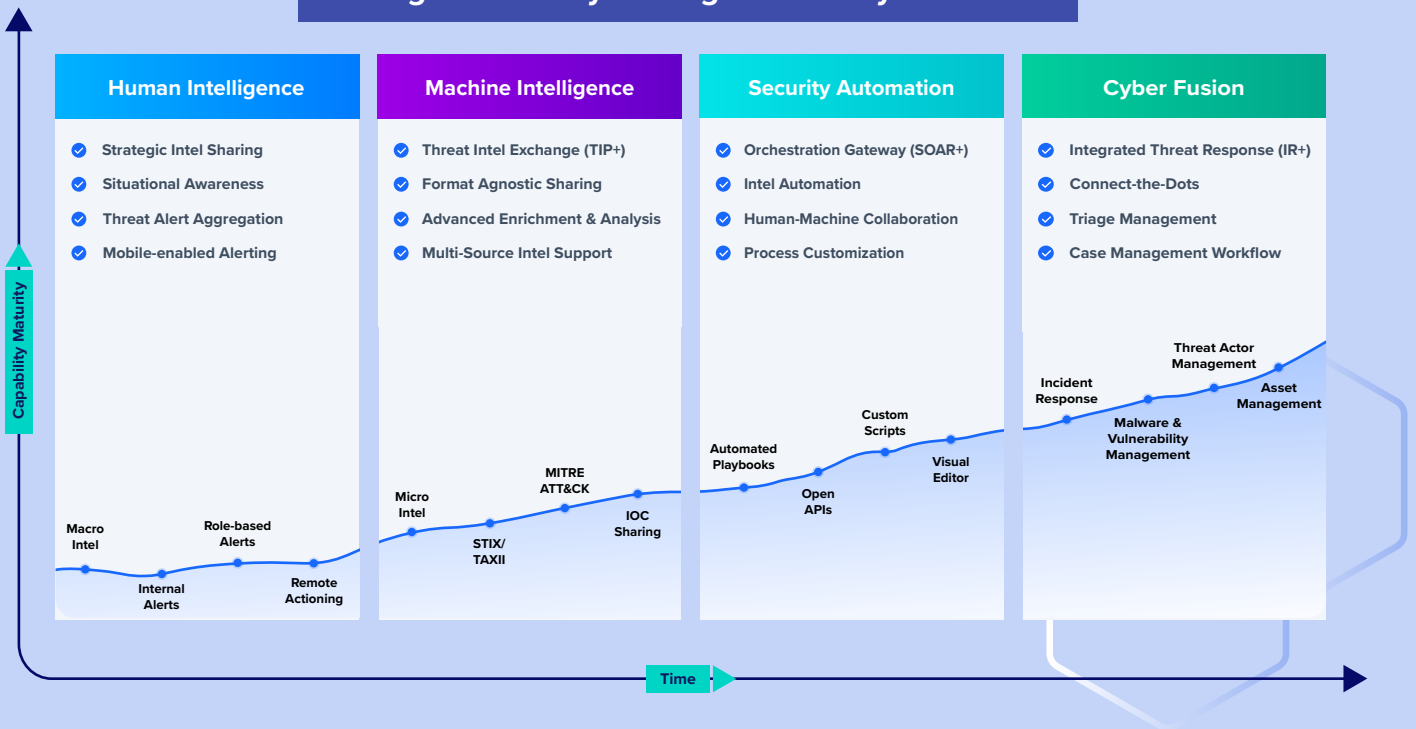 Human Intelligence
Strategic Intel Sharing
Situational Awareness
Threat Alert Aggregation
Mobile-enabled Alerting
Machine Intelligence
Threat Intel Exchange (TIP+)
Format Agnostic Sharing
Advanced Enrichment & Analysis
Multi-Source Intel Support
Security Automation
Orchestration Gateway (SOAR+)
Intel Automation
Human-Machine Collaboration
Process Customization
Cyber Fusion
Integrated Threat Response (IR+)
Connect-the-Dots
Triage Management
Case Management Workflow
Capability Maturity
Macro
Intel
Internal
Alerts
Role-based
Alerts
Remote
Actioning
Micro
Intel
STIX/
TAXII
MITRE
ATT&CK
IOC
Sharing
Automated
Playbooks
Open
APIs
Custom
Scripts
Visual
Editor
Incident
Response
Malware &
Vulnerability
Management
Threat Actor
Management
Asset
Management
Time